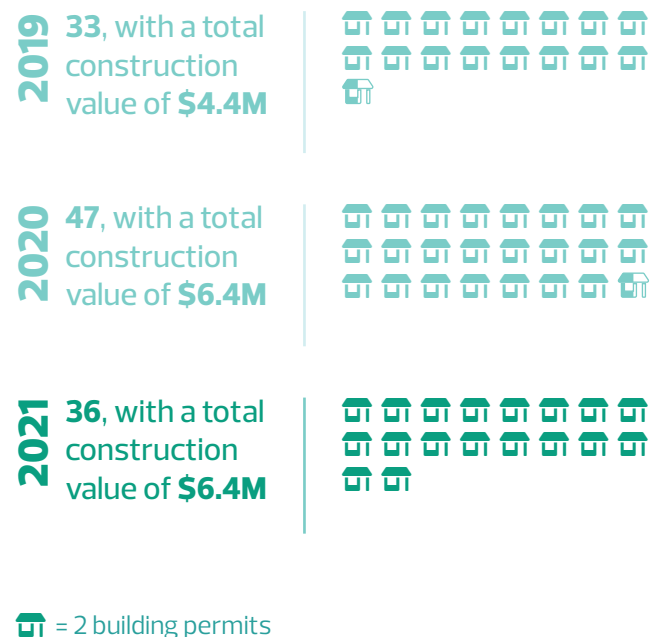 2019
33, with a total
construction
value of $4.4M
2020
47, with a total
construction
value of $6.4M
2021
36, with a total
construction
value of $6.4M
= 2 building permits